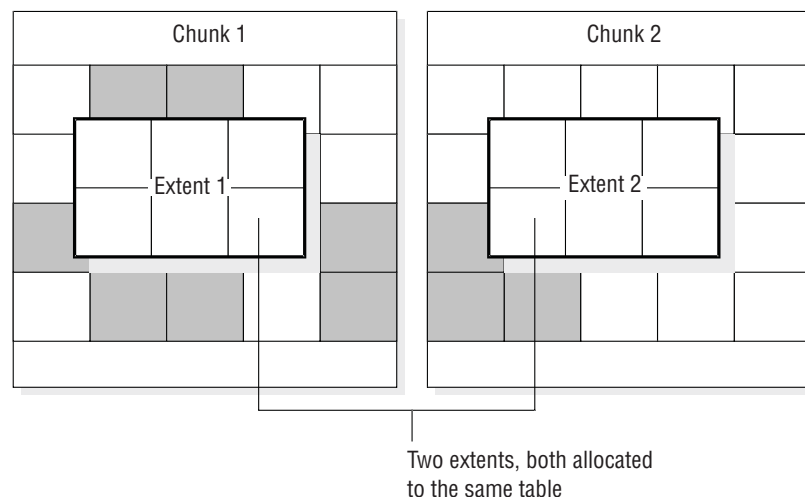 Chunk 1
Chunk 2
Extent 1
Extent 2
Two extents, both allocated
to the same table